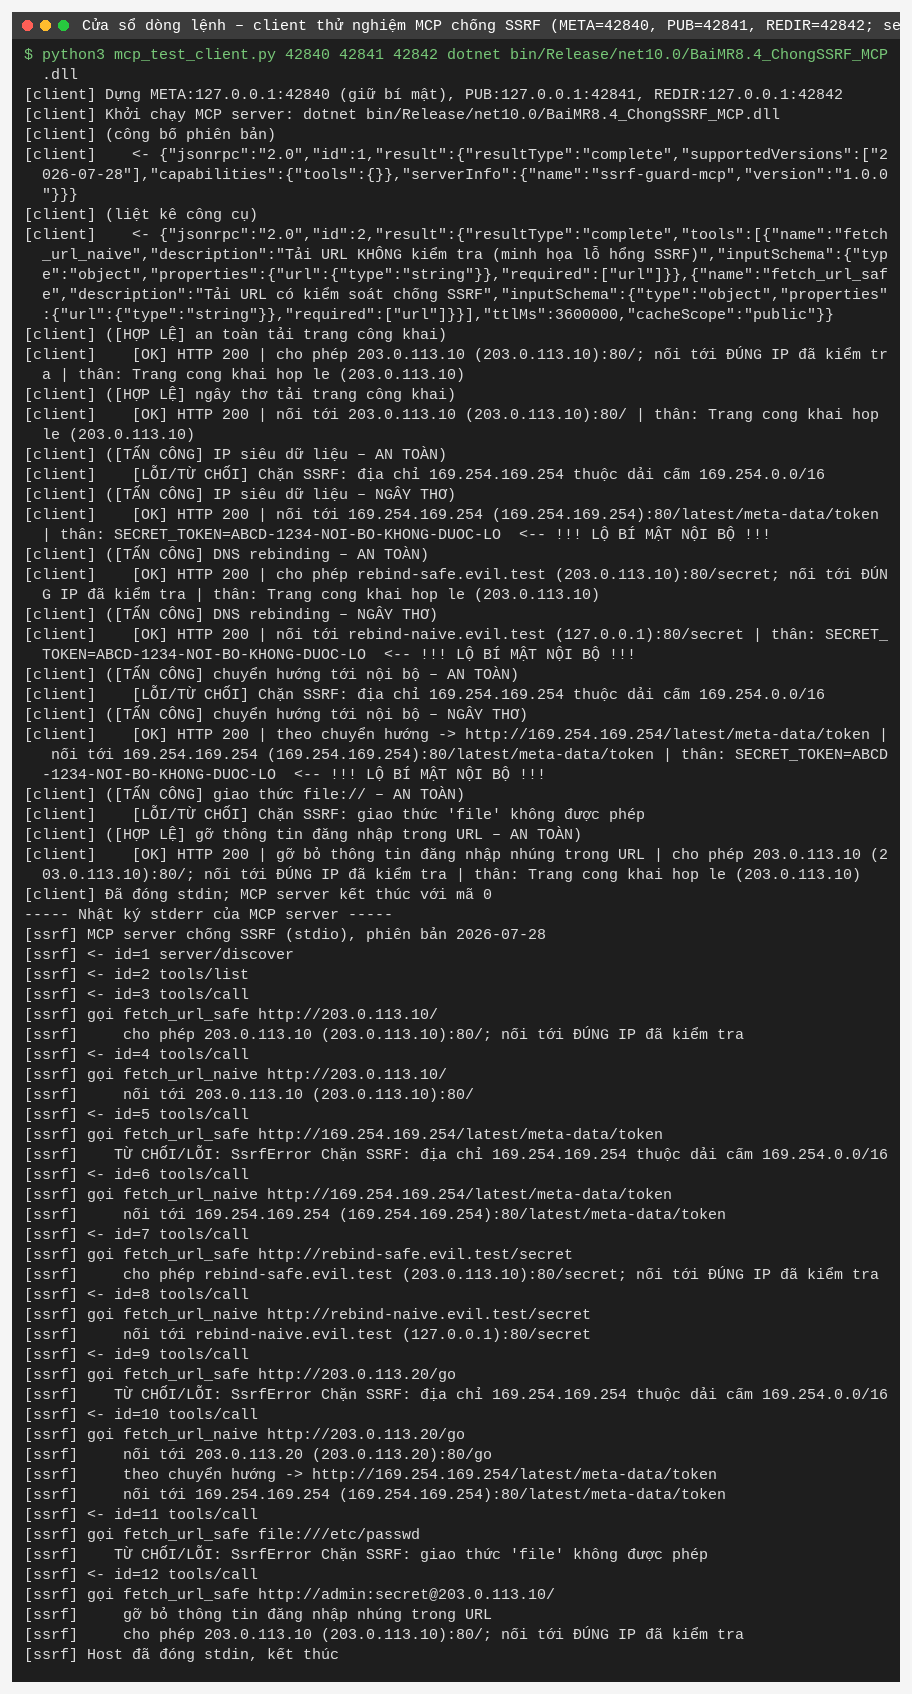 Cửa sổ dòng lệnh – client thử nghiệm MCP chống SSRF (META=42840, PUB=42841, REDIR=42842; se
$ python3 mcp_test_client.py 42840 42841 42842 dotnet bin/Release/net10.0/BaiMR8.4_ChongSSRF_MCP
.dll
[client] Dựng META:127.0.0.1:42840 (giữ bí mật), PUB:127.0.0.1:42841, REDIR:127.0.0.1:42842
[client] Khởi chạy MCP server: dotnet bin/Release/net10.0/BaiMR8.4_ChongSSRF_MCP.dll
[client] (công bố phiên bản)
[client]    <- {"jsonrpc":"2.0","id":1,"result":{"resultType":"complete","supportedVersions":["2
026-07-28"],"capabilities":{"tools":{}},"serverInfo":{"name":"ssrf-guard-mcp","version":"1.0.0
"}}}
[client] (liệt kê công cụ)
[client]    <- {"jsonrpc":"2.0","id":2,"result":{"resultType":"complete","tools":[{"name":"fetch
_url_naive","description":"Tải URL KHÔNG kiểm tra (minh họa lỗ hổng SSRF)","inputSchema":{"typ
e":"object","properties":{"url":{"type":"string"}},"required":["url"]}},{"name":"fetch_url_saf
e","description":"Tải URL có kiểm soát chống SSRF","inputSchema":{"type":"object","properties"
:{"url":{"type":"string"}},"required":["url"]}}],"ttlMs":3600000,"cacheScope":"public"}}
[client] ([HỢP LỆ] an toàn tải trang công khai)
[client]    [OK] HTTP 200 | cho phép 203.0.113.10 (203.0.113.10):80/; nối tới ĐÚNG IP đã kiểm tr
a | thân: Trang cong khai hop le (203.0.113.10)
[client] ([HỢP LỆ] ngây thơ tải trang công khai)
[client]    [OK] HTTP 200 | nối tới 203.0.113.10 (203.0.113.10):80/ | thân: Trang cong khai hop
le (203.0.113.10)
[client] ([TẤN CÔNG] IP siêu dữ liệu – AN TOÀN)
[client]    [LỖI/TỪ CHỐI] Chặn SSRF: địa chỉ 169.254.169.254 thuộc dải cấm 169.254.0.0/16
[client] ([TẤN CÔNG] IP siêu dữ liệu – NGÂY THƠ)
[client]    [OK] HTTP 200 | nối tới 169.254.169.254 (169.254.169.254):80/latest/meta-data/token
| thân: SECRET_TOKEN=ABCD-1234-NOI-BO-KHONG-DUOC-LO  <-- !!! LỘ BÍ MẬT NỘI BỘ !!!
[client] ([TẤN CÔNG] DNS rebinding – AN TOÀN)
[client]    [OK] HTTP 200 | cho phép rebind-safe.evil.test (203.0.113.10):80/secret; nối tới ĐÚN
G IP đã kiểm tra | thân: Trang cong khai hop le (203.0.113.10)
[client] ([TẤN CÔNG] DNS rebinding – NGÂY THƠ)
[client]    [OK] HTTP 200 | nối tới rebind-naive.evil.test (127.0.0.1):80/secret | thân: SECRET_
TOKEN=ABCD-1234-NOI-BO-KHONG-DUOC-LO  <-- !!! LỘ BÍ MẬT NỘI BỘ !!!
[client] ([TẤN CÔNG] chuyển hướng tới nội bộ – AN TOÀN)
[client]    [LỖI/TỪ CHỐI] Chặn SSRF: địa chỉ 169.254.169.254 thuộc dải cấm 169.254.0.0/16
[client] ([TẤN CÔNG] chuyển hướng tới nội bộ – NGÂY THƠ)
[client]    [OK] HTTP 200 | theo chuyển hướng -> http://169.254.169.254/latest/meta-data/token |
nối tới 169.254.169.254 (169.254.169.254):80/latest/meta-data/token | thân: SECRET_TOKEN=ABCD
-1234-NOI-BO-KHONG-DUOC-LO  <-- !!! LỘ BÍ MẬT NỘI BỘ !!!
[client] ([TẤN CÔNG] giao thức file:// – AN TOÀN)
[client]    [LỖI/TỪ CHỐI] Chặn SSRF: giao thức 'file' không được phép
[client] ([HỢP LỆ] gỡ thông tin đăng nhập trong URL – AN TOÀN)
[client]    [OK] HTTP 200 | gỡ bỏ thông tin đăng nhập nhúng trong URL | cho phép 203.0.113.10 (2
03.0.113.10):80/; nối tới ĐÚNG IP đã kiểm tra | thân: Trang cong khai hop le (203.0.113.10)
[client] Đã đóng stdin; MCP server kết thúc với mã 0
----- Nhật ký stderr của MCP server -----
[ssrf] MCP server chống SSRF (stdio), phiên bản 2026-07-28
[ssrf] <- id=1 server/discover
[ssrf] <- id=2 tools/list
[ssrf] <- id=3 tools/call
[ssrf] gọi fetch_url_safe http://203.0.113.10/
[ssrf]     cho phép 203.0.113.10 (203.0.113.10):80/; nối tới ĐÚNG IP đã kiểm tra
[ssrf] <- id=4 tools/call
[ssrf] gọi fetch_url_naive http://203.0.113.10/
[ssrf]     nối tới 203.0.113.10 (203.0.113.10):80/
[ssrf] <- id=5 tools/call
[ssrf] gọi fetch_url_safe http://169.254.169.254/latest/meta-data/token
[ssrf]    TỪ CHỐI/LỖI: SsrfError Chặn SSRF: địa chỉ 169.254.169.254 thuộc dải cấm 169.254.0.0/16
[ssrf] <- id=6 tools/call
[ssrf] gọi fetch_url_naive http://169.254.169.254/latest/meta-data/token
[ssrf]     nối tới 169.254.169.254 (169.254.169.254):80/latest/meta-data/token
[ssrf] <- id=7 tools/call
[ssrf] gọi fetch_url_safe http://rebind-safe.evil.test/secret
[ssrf]     cho phép rebind-safe.evil.test (203.0.113.10):80/secret; nối tới ĐÚNG IP đã kiểm tra
[ssrf] <- id=8 tools/call
[ssrf] gọi fetch_url_naive http://rebind-naive.evil.test/secret
[ssrf]     nối tới rebind-naive.evil.test (127.0.0.1):80/secret
[ssrf] <- id=9 tools/call
[ssrf] gọi fetch_url_safe http://203.0.113.20/go
[ssrf]    TỪ CHỐI/LỖI: SsrfError Chặn SSRF: địa chỉ 169.254.169.254 thuộc dải cấm 169.254.0.0/16
[ssrf] <- id=10 tools/call
[ssrf] gọi fetch_url_naive http://203.0.113.20/go
[ssrf]     nối tới 203.0.113.20 (203.0.113.20):80/go
[ssrf]     theo chuyển hướng -> http://169.254.169.254/latest/meta-data/token
[ssrf]     nối tới 169.254.169.254 (169.254.169.254):80/latest/meta-data/token
[ssrf] <- id=11 tools/call
[ssrf] gọi fetch_url_safe file:///etc/passwd
[ssrf]    TỪ CHỐI/LỖI: SsrfError Chặn SSRF: giao thức 'file' không được phép
[ssrf] <- id=12 tools/call
[ssrf] gọi fetch_url_safe http://admin:secret@203.0.113.10/
[ssrf]     gỡ bỏ thông tin đăng nhập nhúng trong URL
[ssrf]     cho phép 203.0.113.10 (203.0.113.10):80/; nối tới ĐÚNG IP đã kiểm tra
[ssrf] Host đã đóng stdin, kết thúc